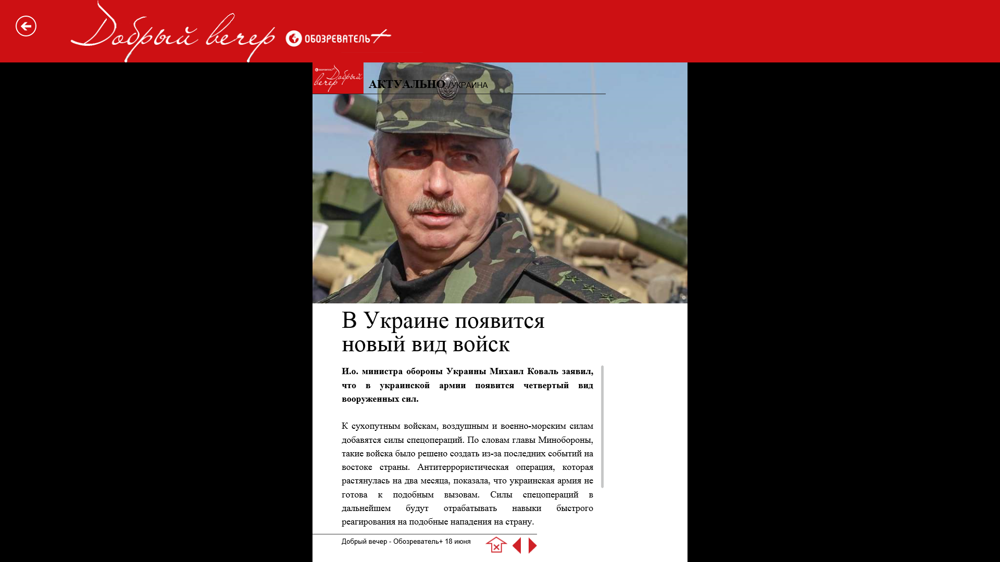 Добрый вечер ОБОЗРЕВАТЕЛЬ+
ОБОЗРЕВАТЕЛЬ+
Добрый
вечер
АКТУАЛЬНО /УКРАИНА
В Украине появится
новый вид войск
И.о. министра обороны Украины Михаил Коваль заявил,
что в украинской армии появится четвертый вид
вооруженных сил.
К сухопутным войскам, воздушным и военно-морским силам
добавятся силы спецопераций. По словам главы Минобороны,
такие войска было решено создать из-за последних событий на
востоке страны. Антитеррористическая операция, которая
растянулась на два месяца, показала, что украинская армия не
готова к подобным вызовам. Силы спецопераций в
дальнейшем будут отрабатывать навыки быстрого
реагирования на подобные нападения на страну.
Добрый вечер - Обозреватель+ 18 июня